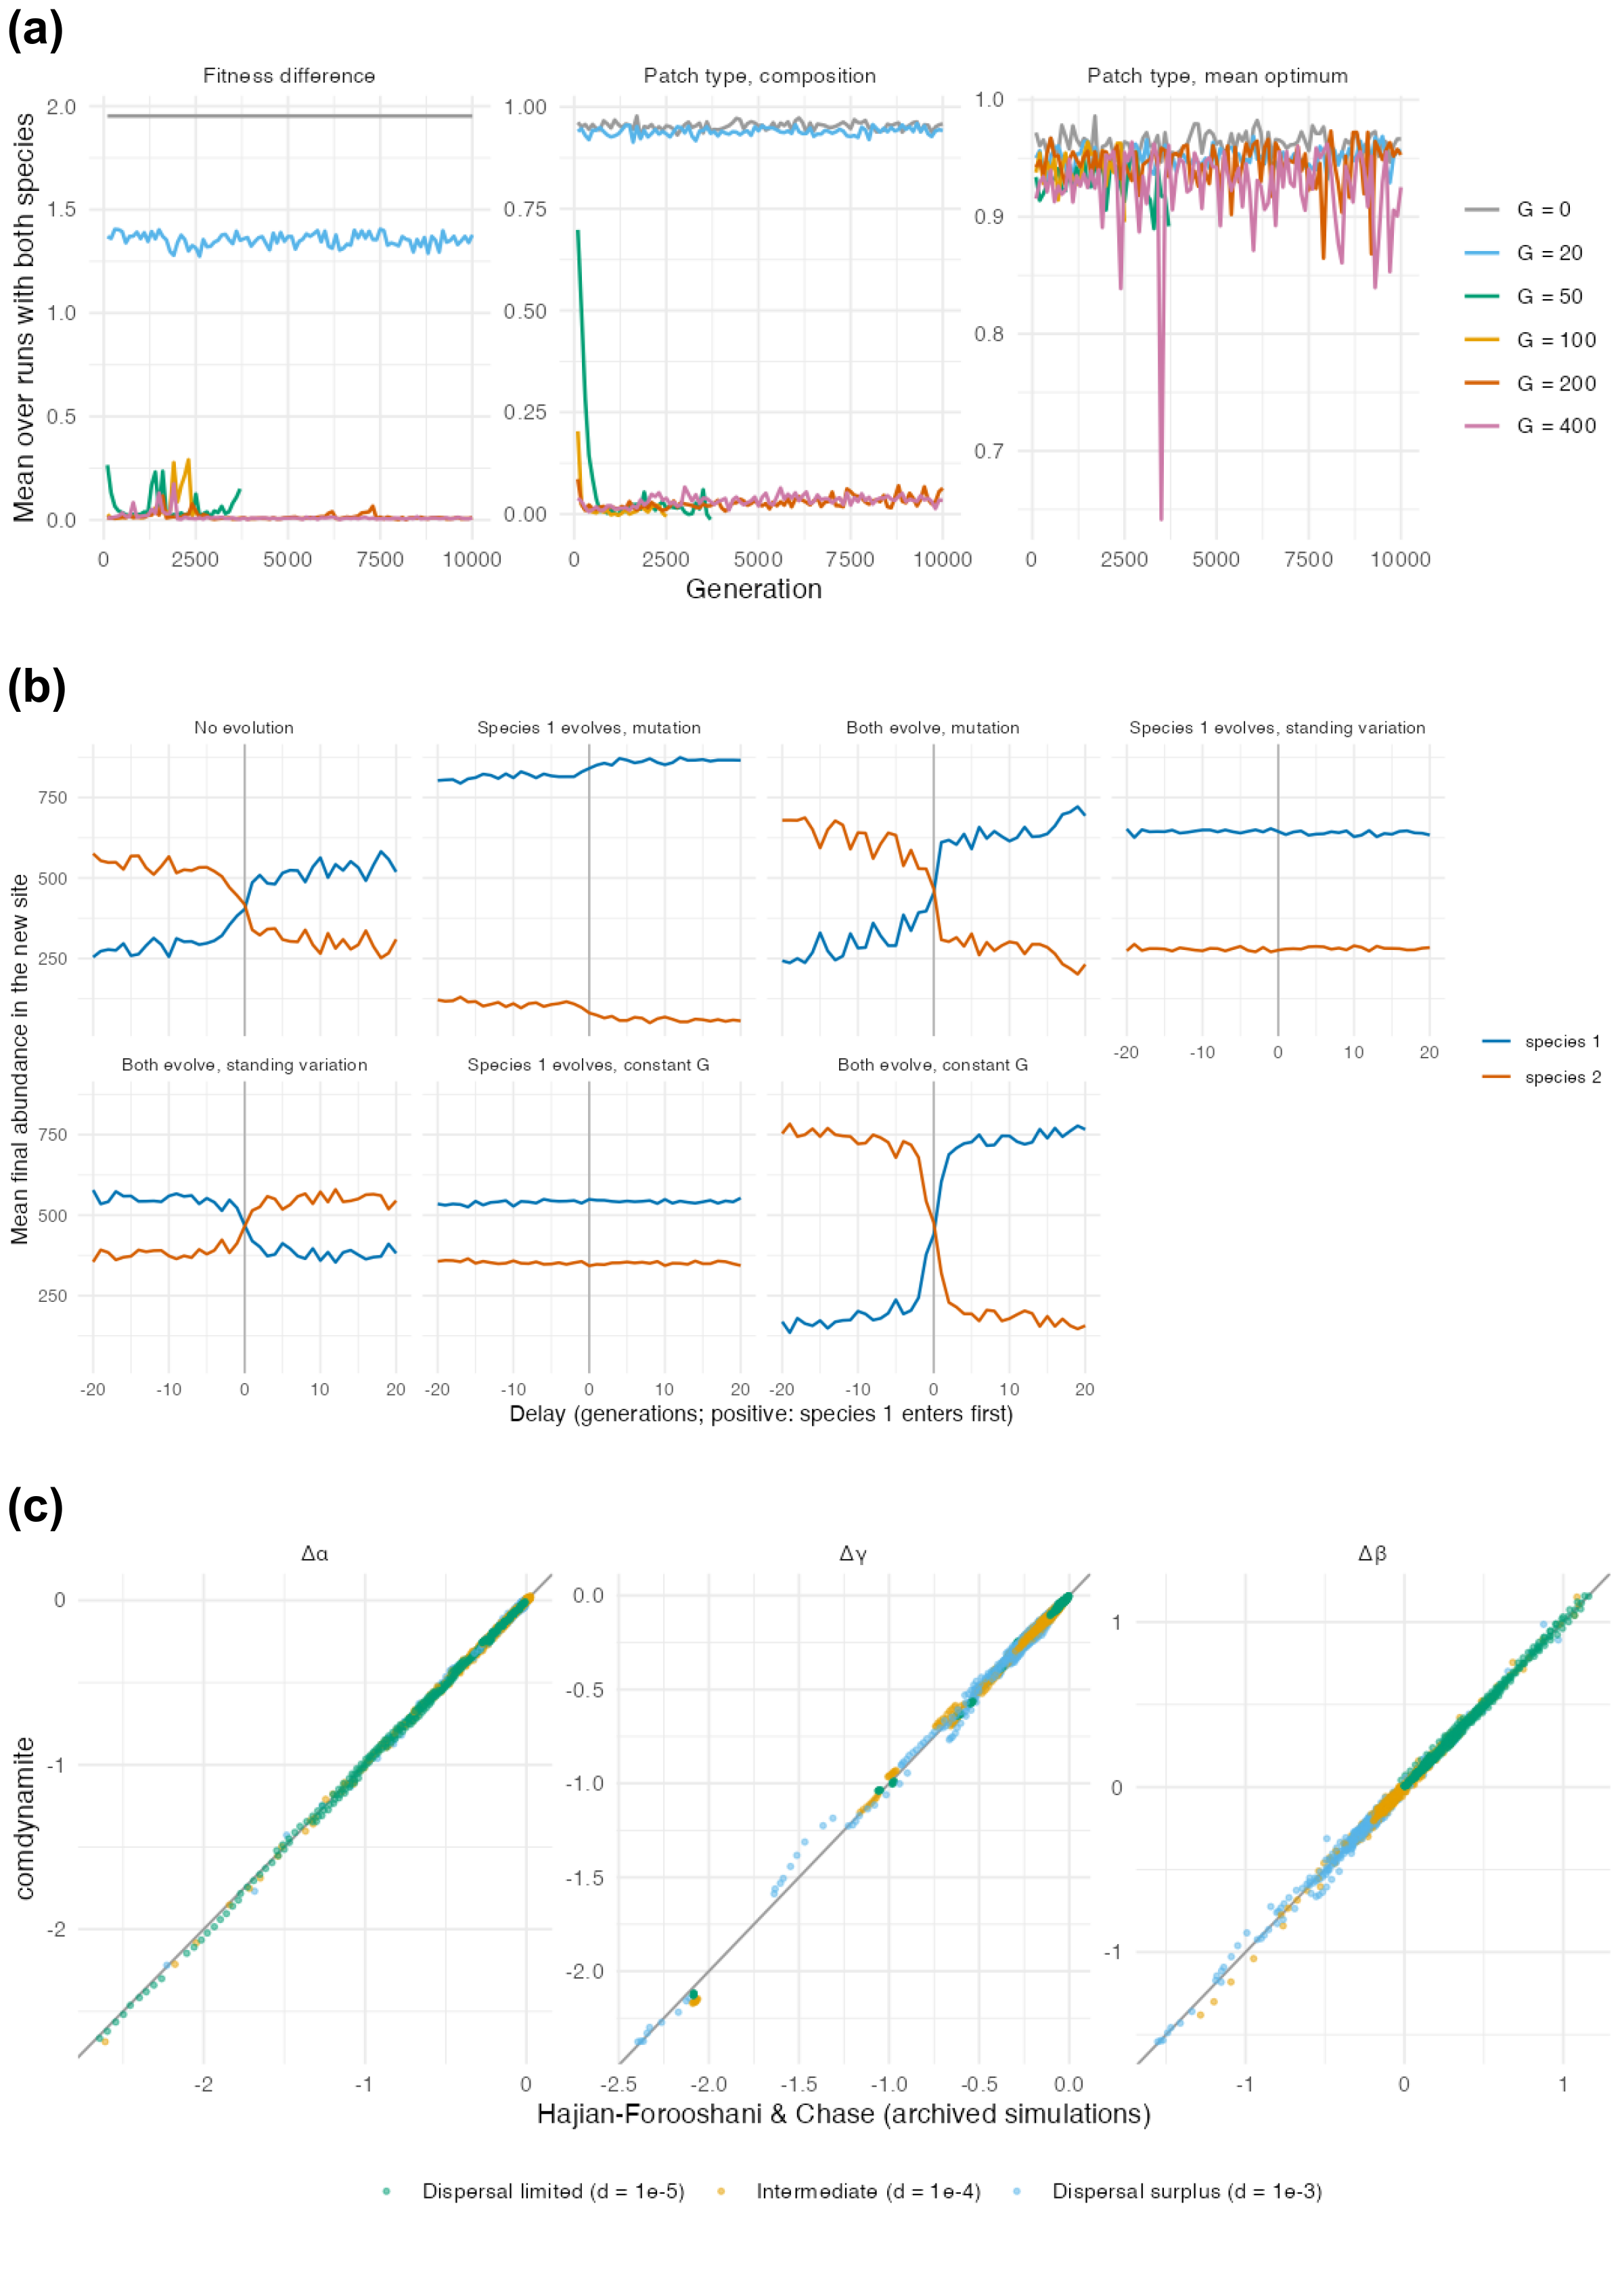 (a)
Fitness difference
Patch type, composition
Patch type, mean optimum
Mean over runs with both species
2.0
1.5
1.0
0.5
0.0
1.00
0.75
0.50
0.25
0.00
1.0
0.9
0.8
0.7
0 2500 5000 7500 10000
0 2500 5000 7500 10000
0 2500 5000 7500 10000
Generation
G = 0
G = 20
G = 50
G = 100
G = 200
G = 400
(b)
No evolution
Species 1 evolves, mutation
Both evolve, mutation
Species 1 evolves, standing variation
Mean final abundance in the new site
750
500
250
-20 -10 0 10 20
Both evolve, standing variation
Species 1 evolves, constant G
Both evolve, constant G
750
500
250
-20 -10 0 10 20
-20 -10 0 10 20
-20 -10 0 10 20
Delay (generations; positive: species 1 enters first)
species 1
species 2
(c)
Δα
Δγ
Δβ
comdynamite
0
-1
-2
0.0
-0.5
-1.0
-1.5
-2.0
1
0
-1
-2 -1 0
-2.5 -2.0 -1.5 -1.0 -0.5 0.0
-1 0 1
Hajian-Forooshani & Chase (archived simulations)
Dispersal limited (d = 1e-5)
Intermediate (d = 1e-4)
Dispersal surplus (d = 1e-3)